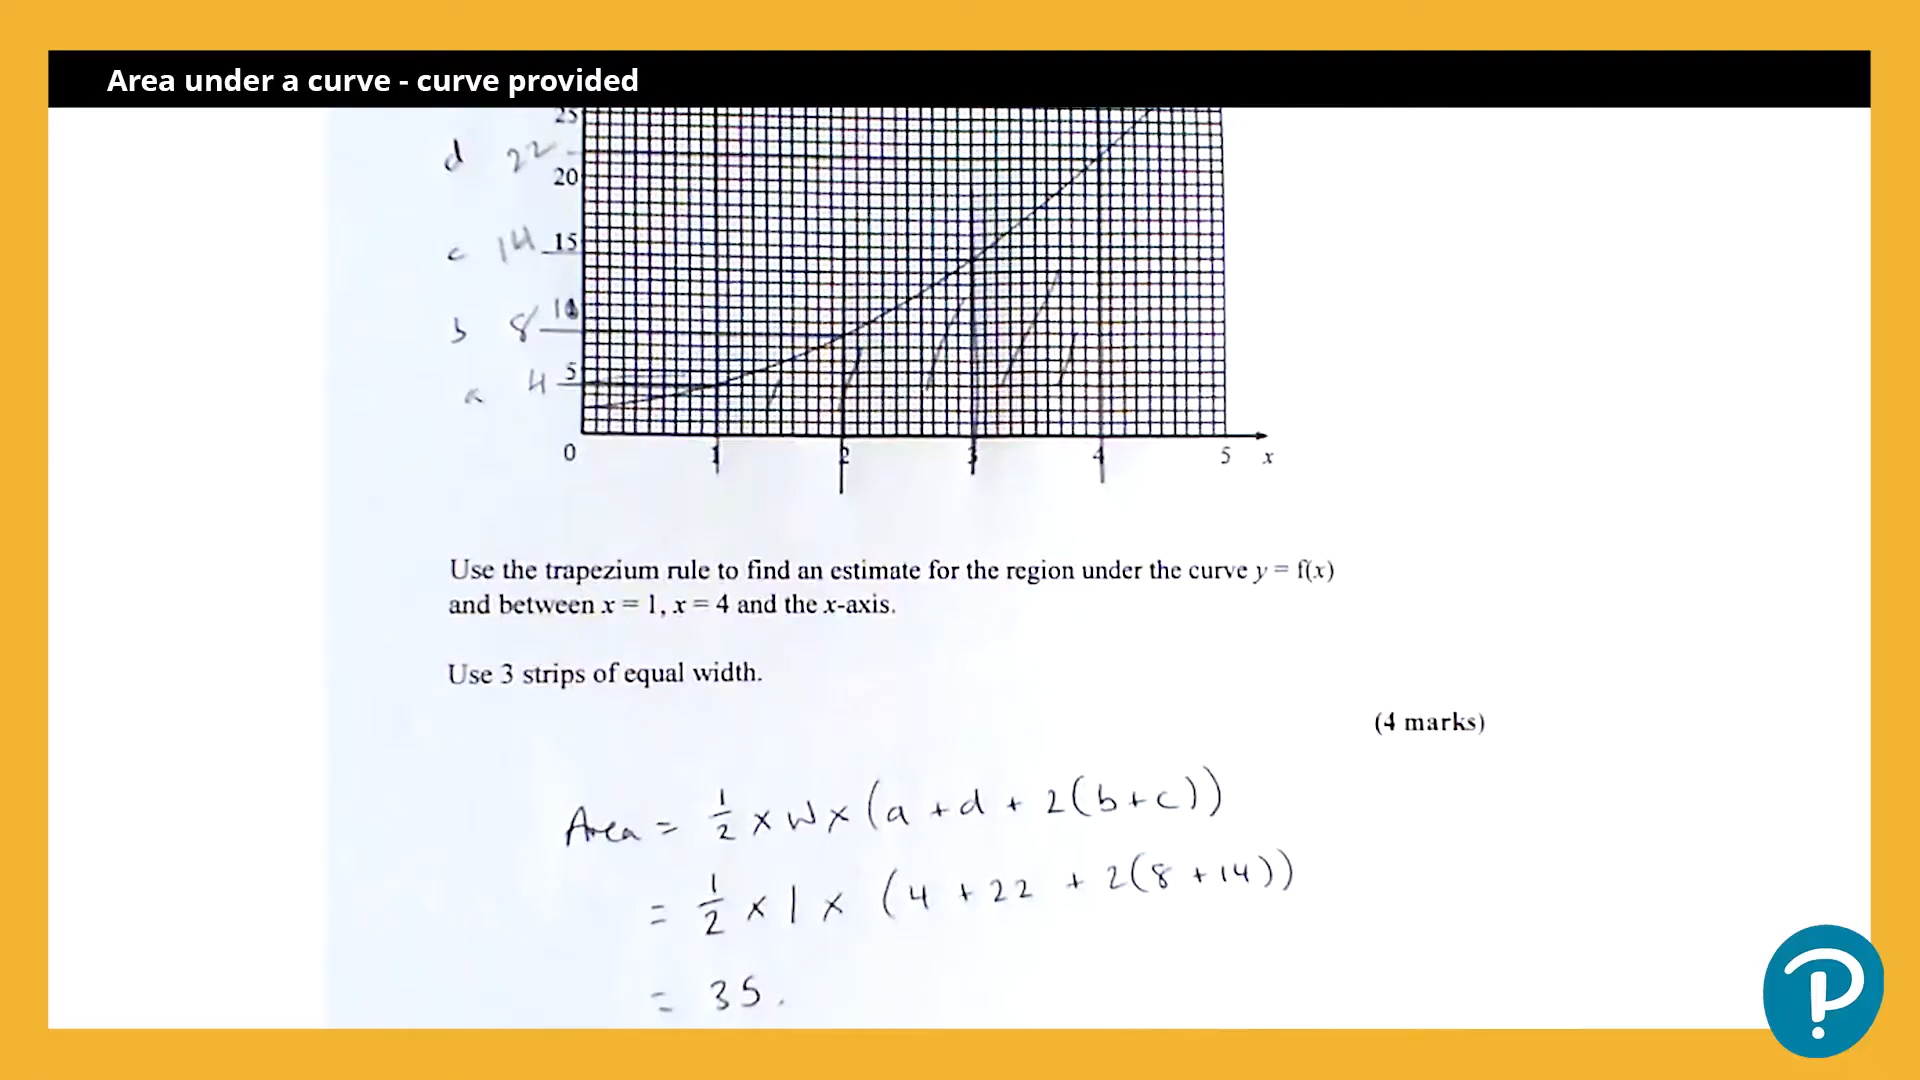 Area under a curve - curve provided
25
d 22
20
c 14 15
b 8 10
a 4 5
0 1 2 3 4 5 x
Use the trapezium rule to find an estimate for the region under the curve y = f(x)
and between x = 1, x = 4 and the x-axis.
Use 3 strips of equal width.
(4 marks)
Area = 1/2 × W × (a + d + 2(b + c))
= 1/2 × 1 × (4 + 22 + 2(8 + 14))
= 35.
P